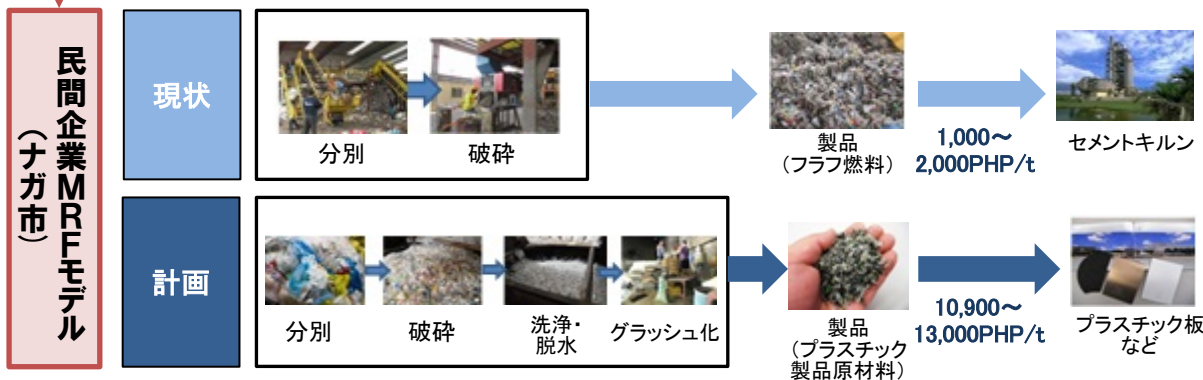 民間企業MRFモデル
（ナガ市）
現状
分別
破砕
製品
（フラフ燃料）
1,000～
2,000PHP/t
セメントキルン
計画
分別
破砕
洗浄・
脱水
グラッシュ化
製品
（プラスチック
製品原材料）
10,900～
13,000PHP/t
プラスチック板
など